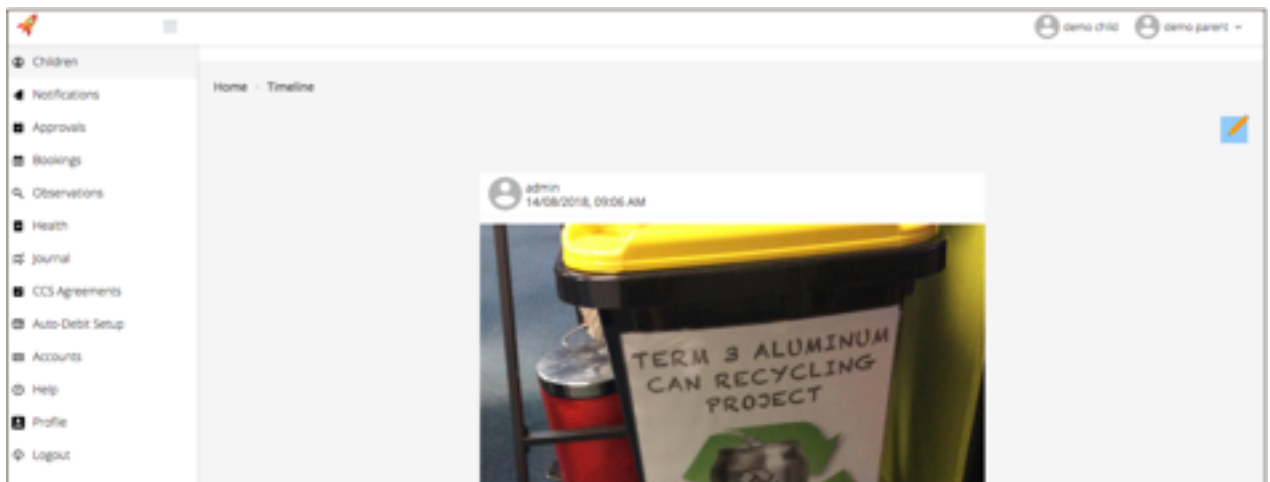 demo child demo parent
Children
Notifications
Approvals
Bookings
Observations
Health
Journal
CCS Agreements
Auto-Debit Setup
Accounts
Help
Profile
Logout
Home Timeline
admin
14/08/2018, 09:06 AM
TERM 3 ALUMINUM
CAN RECYCLING
PROJECT